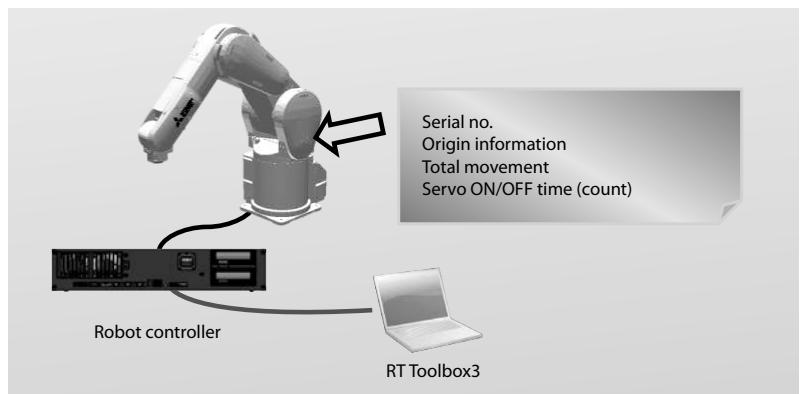 Serial no.
Origin information
Total movement
Servo ON/OFF time (count)
Robot controller
RT Toolbox3